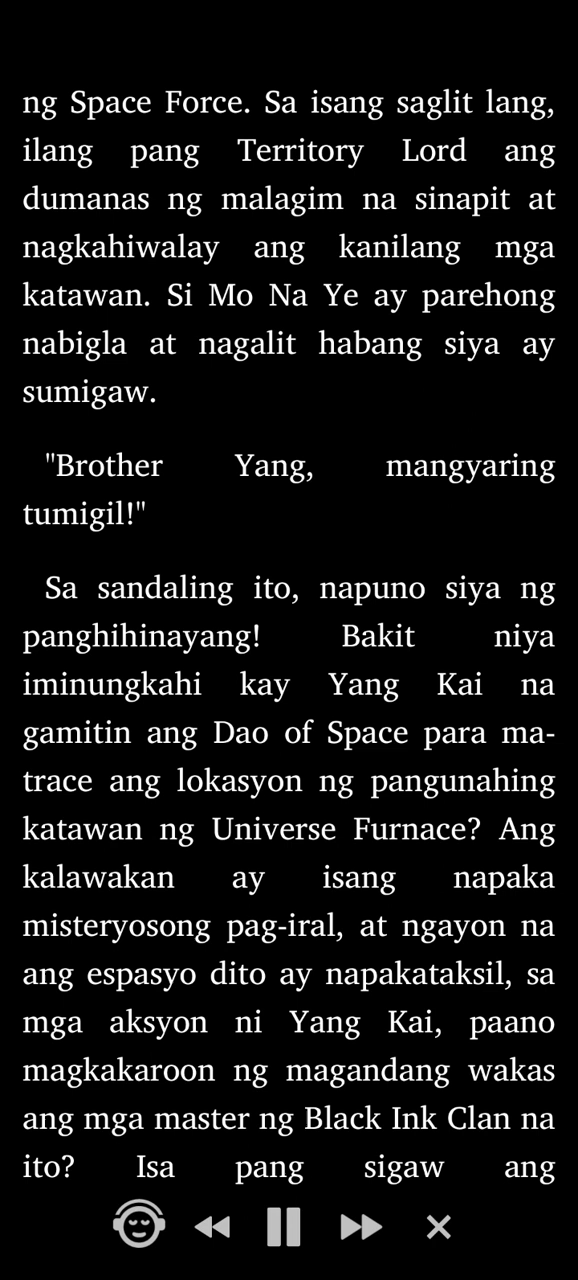 ng Space Force. Sa isang saglit lang,
ilang pang Territory Lord ang
dumanas ng malagim na sinapit at
nagkahiwalay ang kanilang mga
katawan. Si Mo Na Ye ay parehong
nabigla at nagalit habang siya ay
sumigaw.
"Brother Yang, mangyaring
tumigil!"
Sa sandaling ito, napuno siya ng
panghihinayang! Bakit niya
iminungkahi kay Yang Kai na
gamitin ang Dao of Space para ma-
trace ang lokasyon ng pangunahing
katawan ng Universe Furnace? Ang
kalawakan ay isang napaka
misteryosong pag-iral, at ngayon na
ang espasyo dito ay napakataksil, sa
mga aksyon ni Yang Kai, paano
magkakaroon ng magandang wakas
ang mga master ng Black Ink Clan na
ito? Isa pang sigaw ang